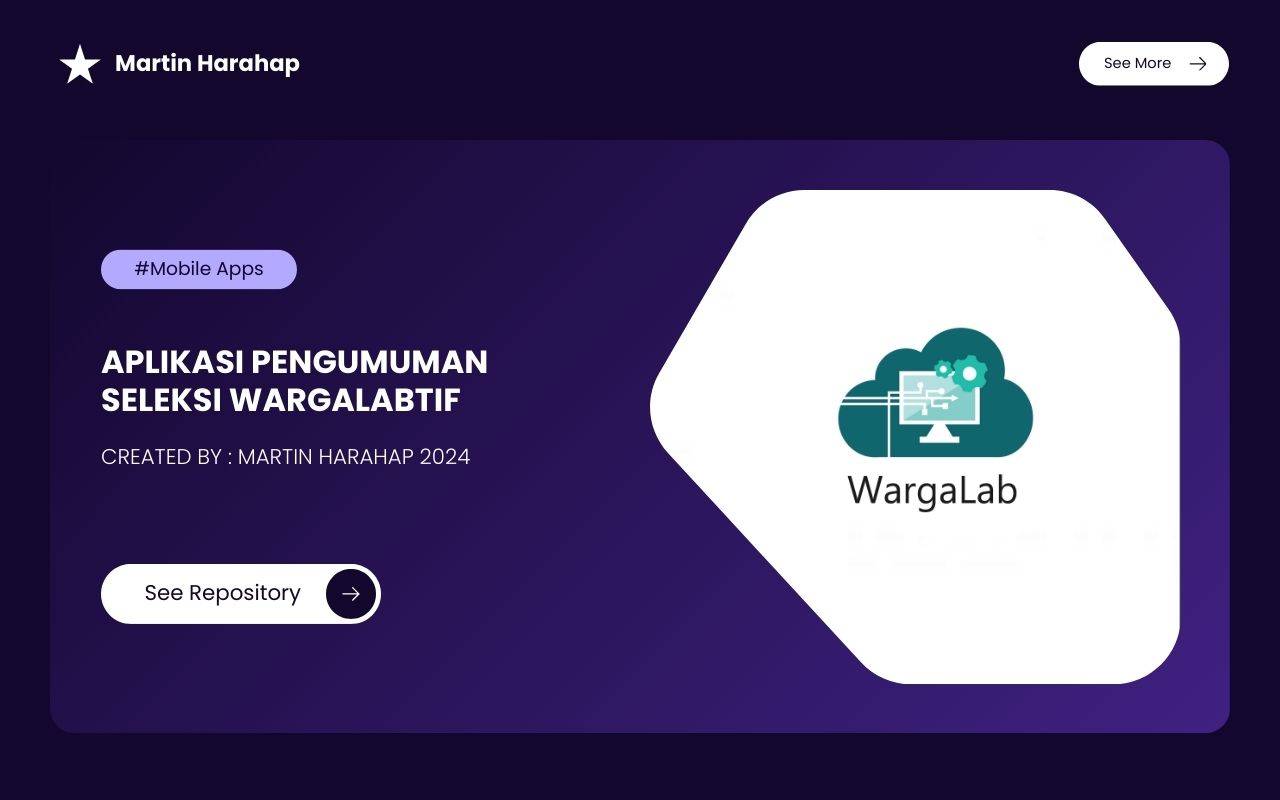 Martin Harahap
See More
#Mobile Apps
APLIKASI PENGUMUMAN
SELEKSI WARGALABTIF
CREATED BY : MARTIN HARAHAP 2024
See Repository
WargaLab